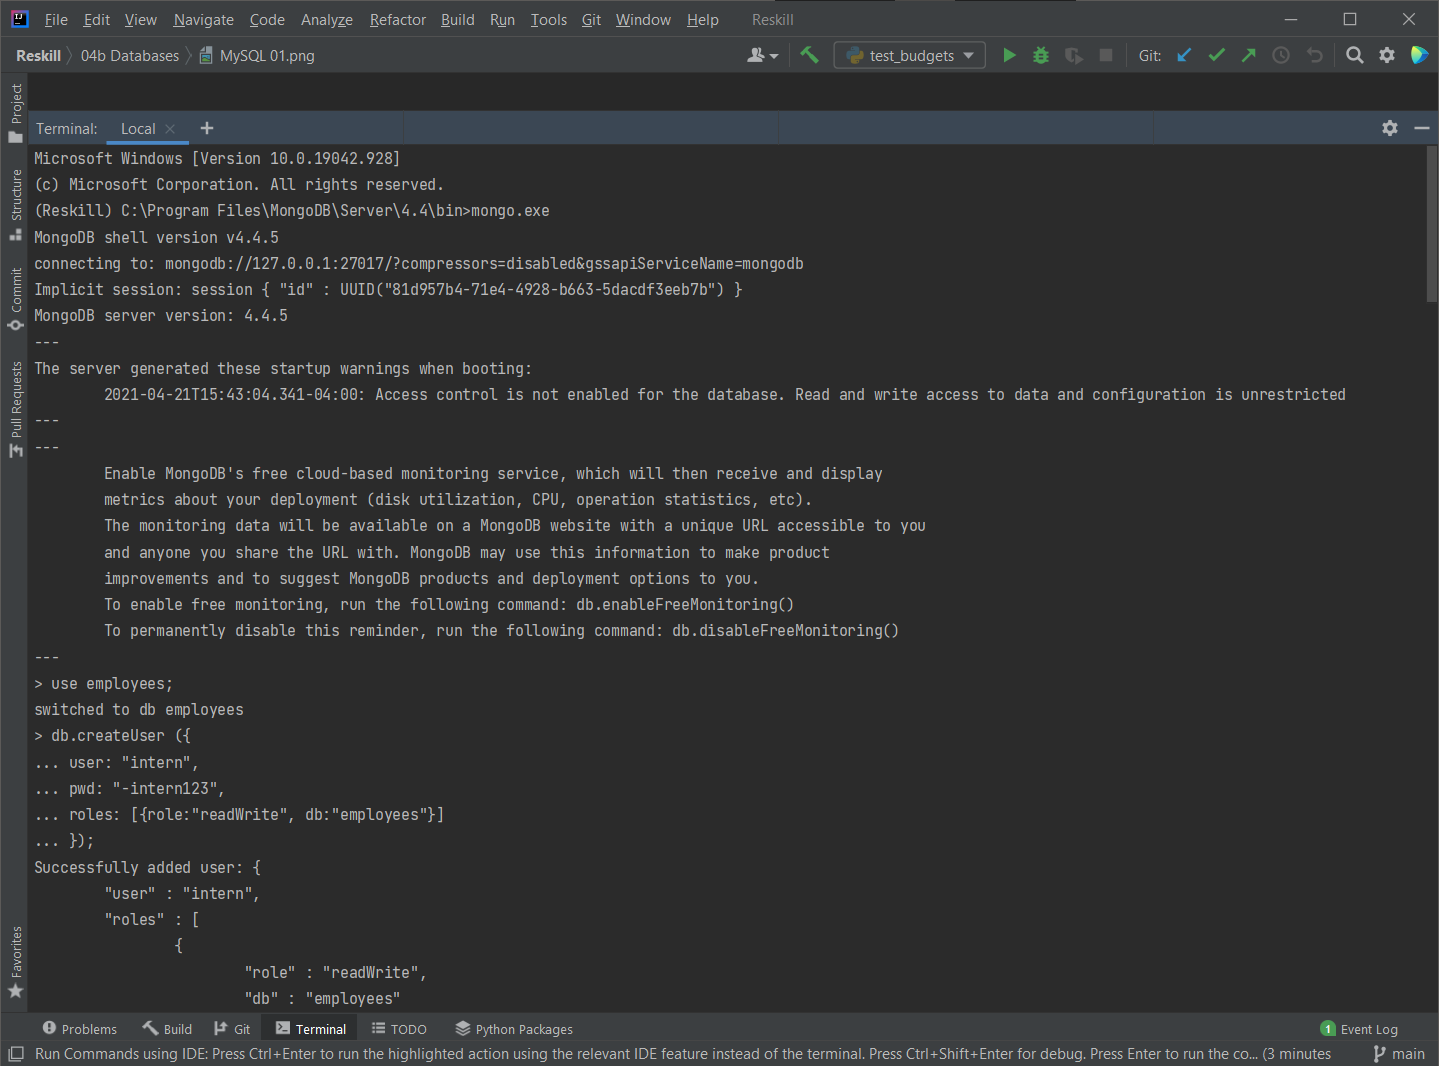 File Edit View Navigate Code Analyze Refactor Build Run Tools Git Window Help Reskill
Reskill 04b Databases MySQL 01.png test_budgets Git:
Project
Structure
Commit
Pull Requests
Favorites
Terminal: Local
Microsoft Windows [Version 10.0.19042.928]
(c) Microsoft Corporation. All rights reserved.
(Reskill) C:\Program Files\MongoDB\Server\4.4\bin>mongo.exe
MongoDB shell version v4.4.5
connecting to: mongodb://127.0.0.1:27017/?compressors=disabled&gssapiServiceName=mongodb
Implicit session: session { "id" : UUID("81d957b4-71e4-4928-b663-5dacdf3eeb7b") }
MongoDB server version: 4.4.5
---
The server generated these startup warnings when booting:
2021-04-21T15:43:04.341-04:00: Access control is not enabled for the database. Read and write access to data and configuration is unrestricted
---
---
Enable MongoDB's free cloud-based monitoring service, which will then receive and display
metrics about your deployment (disk utilization, CPU, operation statistics, etc).
The monitoring data will be available on a MongoDB website with a unique URL accessible to you
and anyone you share the URL with. MongoDB may use this information to make product
improvements and to suggest MongoDB products and deployment options to you.
To enable free monitoring, run the following command: db.enableFreeMonitoring()
To permanently disable this reminder, run the following command: db.disableFreeMonitoring()
---
> use employees;
switched to db employees
> db.createUser ({
... user: "intern",
... pwd: "-intern123",
... roles: [{role:"readWrite", db:"employees"}]
... });
Successfully added user: {
"user" : "intern",
"roles" : [
{
"role" : "readWrite",
"db" : "employees"
Problems Build Git Terminal TODO Python Packages 1 Event Log
Run Commands using IDE: Press Ctrl+Enter to run the highlighted action using the relevant IDE feature instead of the terminal. Press Ctrl+Shift+Enter for debug. Press Enter to run the co... (3 minutes main